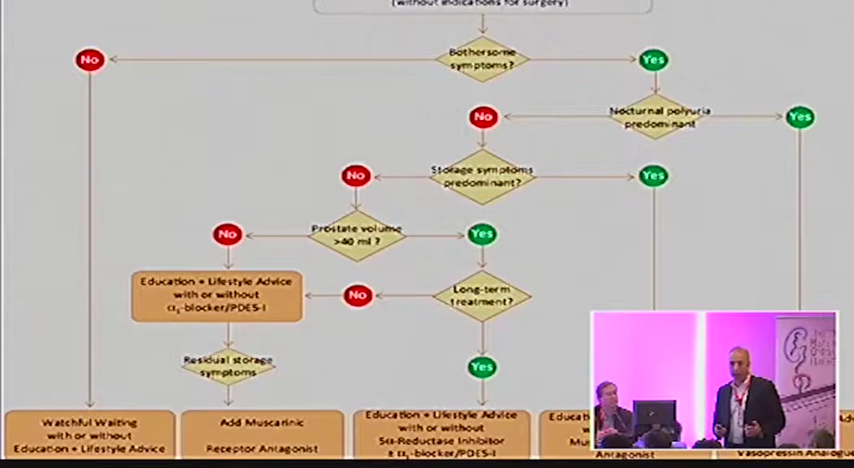 (without indications for surgery)
Bothersome
symptoms?
No
Yes
Nocturnal polyuria
predominant
No
Yes
Storage symptoms
predominant?
No
Yes
Prostate volume
>40 ml ?
No
Yes
Education + Lifestyle Advice
with or without
α₁-blocker/PDE5-I
No
Long-term
treatment?
Residual storage
symptoms
Yes
Watchful Waiting
with or without
Education + Lifestyle Advice
Add Muscarinic
Receptor Antagonist
Education + Lifestyle Advice
with or without
5α-Reductase Inhibitor
± α₁-blocker/PDE5-I
Antagonist
Vasopressin Analogue